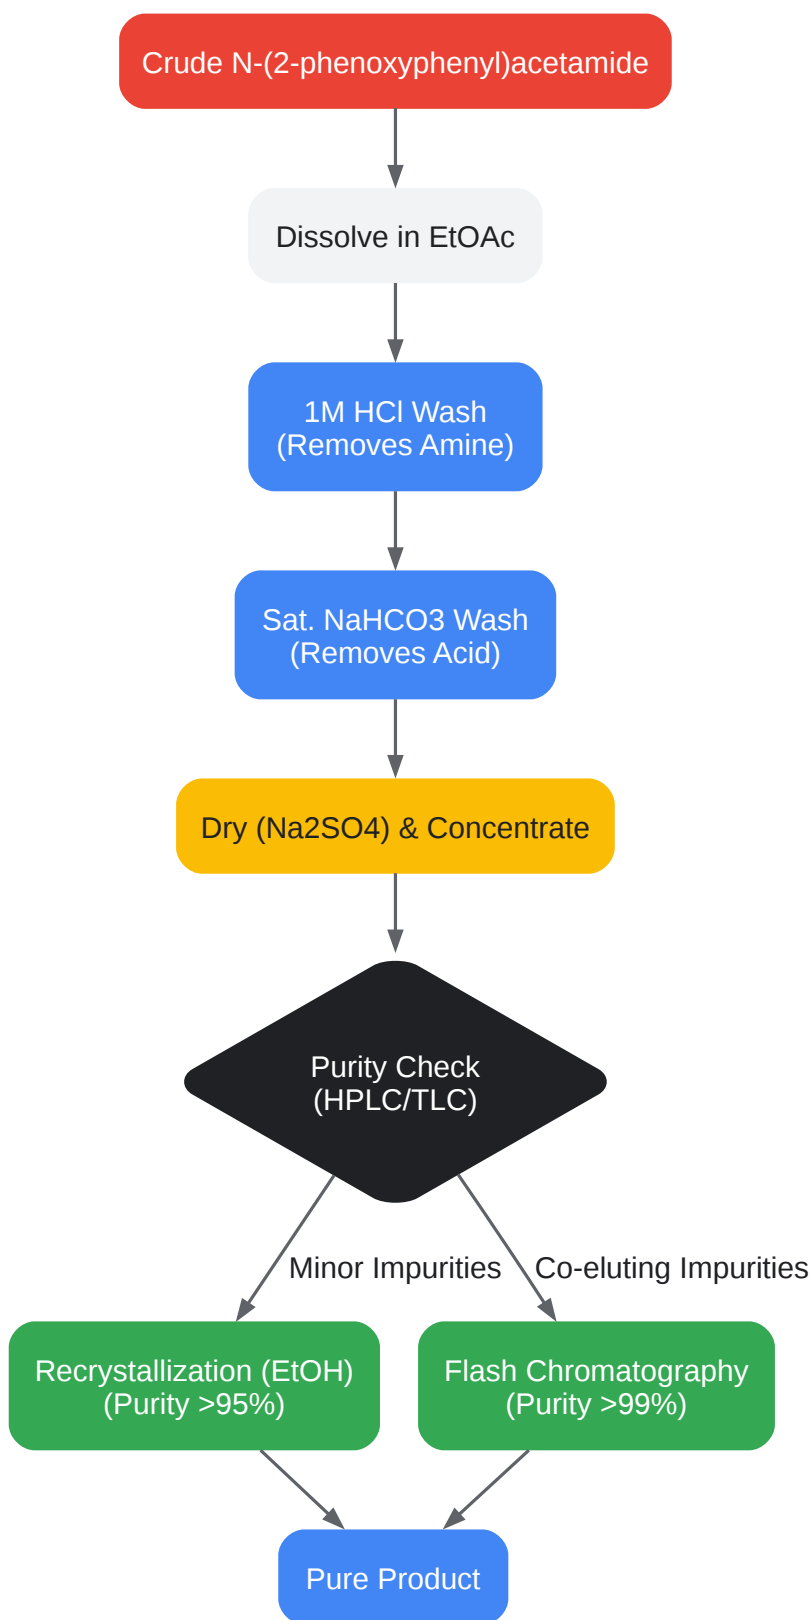 Crude N-(2-phenoxyphenyl)acetamide
Dissolve in EtOAc
1M HCl Wash
(Removes Amine)
Sat. NaHCO3 Wash
(Removes Acid)
Dry (Na2SO4) & Concentrate
Purity Check
(HPLC/TLC)
Minor Impurities
Co-eluting Impurities
Recrystallization (EtOH)
(Purity >95%)
Flash Chromatography
(Purity >99%)
Pure Product